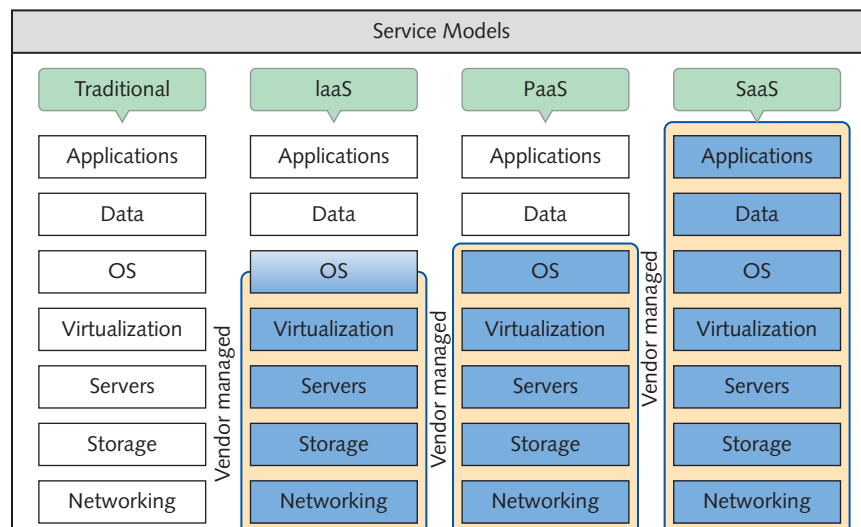 Service Models
Traditional
IaaS
PaaS
SaaS
Applications
Applications
Applications
Applications
Data
Data
Data
Data
OS
OS
OS
OS
Virtualization
Virtualization
Virtualization
Virtualization
Servers
Servers
Servers
Servers
Storage
Storage
Storage
Storage
Networking
Networking
Networking
Networking
Vendor managed
Vendor managed
Vendor managed